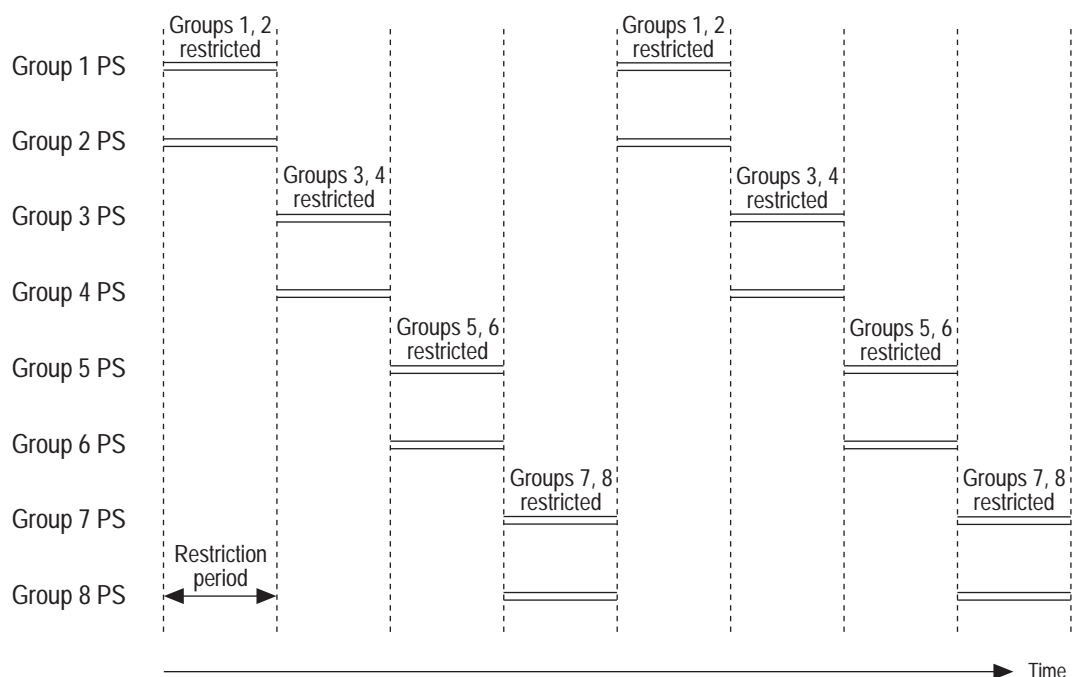 Groups 1, 2
restricted
Groups 1, 2
restricted
Group 1 PS
Group 2 PS
Groups 3, 4
restricted
Groups 3, 4
restricted
Group 3 PS
Group 4 PS
Groups 5, 6
restricted
Groups 5, 6
restricted
Group 5 PS
Group 6 PS
Groups 7, 8
restricted
Groups 7, 8
restricted
Group 7 PS
Restriction
period
Group 8 PS
Time